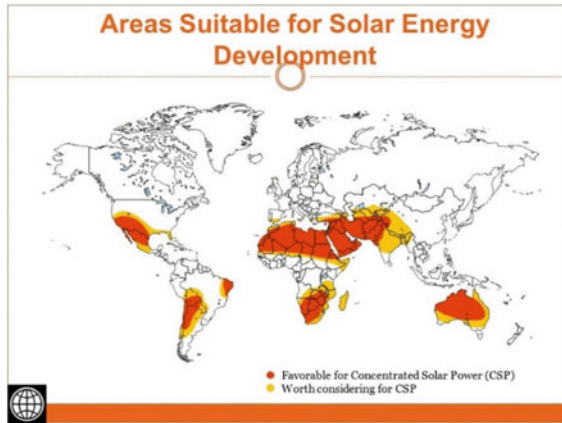 Areas Suitable for Solar Energy
Development
Favorable for Concentrated Solar Power (CSP)
Worth considering for CSP